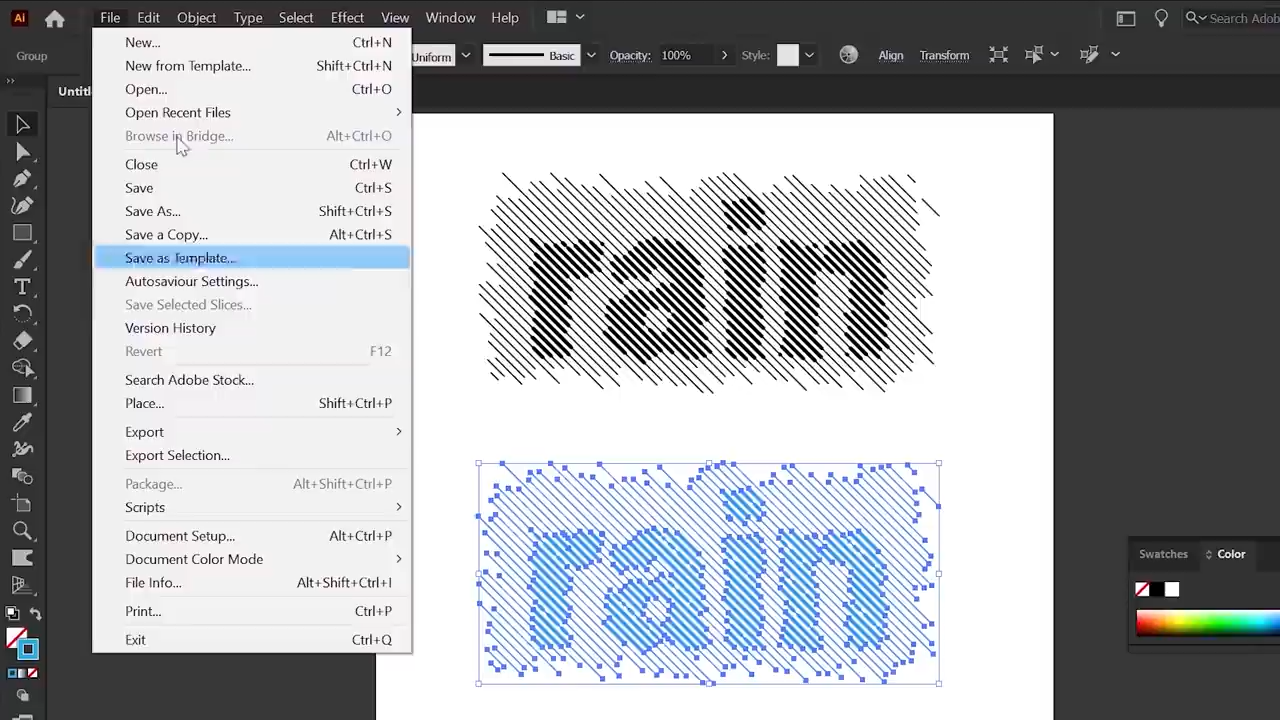 Ai File Edit Object Type Select Effect View Window Help Search Adob
Group Uniform Basic Opacity: 100% Style: Align Transform
Untitl
New... Ctrl+N
New from Template... Shift+Ctrl+N
Open... Ctrl+O
Open Recent Files
Browse in Bridge... Alt+Ctrl+O
Close Ctrl+W
Save Ctrl+S
Save As... Shift+Ctrl+S
Save a Copy... Alt+Ctrl+S
Save as Template...
Autosaviour Settings...
Save Selected Slices...
Version History
Revert F12
Search Adobe Stock...
Place... Shift+Ctrl+P
Export
Export Selection...
Package... Alt+Shift+Ctrl+P
Scripts
Document Setup... Alt+Ctrl+P
Document Color Mode
File Info... Alt+Shift+Ctrl+I
Print... Ctrl+P
Exit Ctrl+Q
rain
rain
Swatches Color